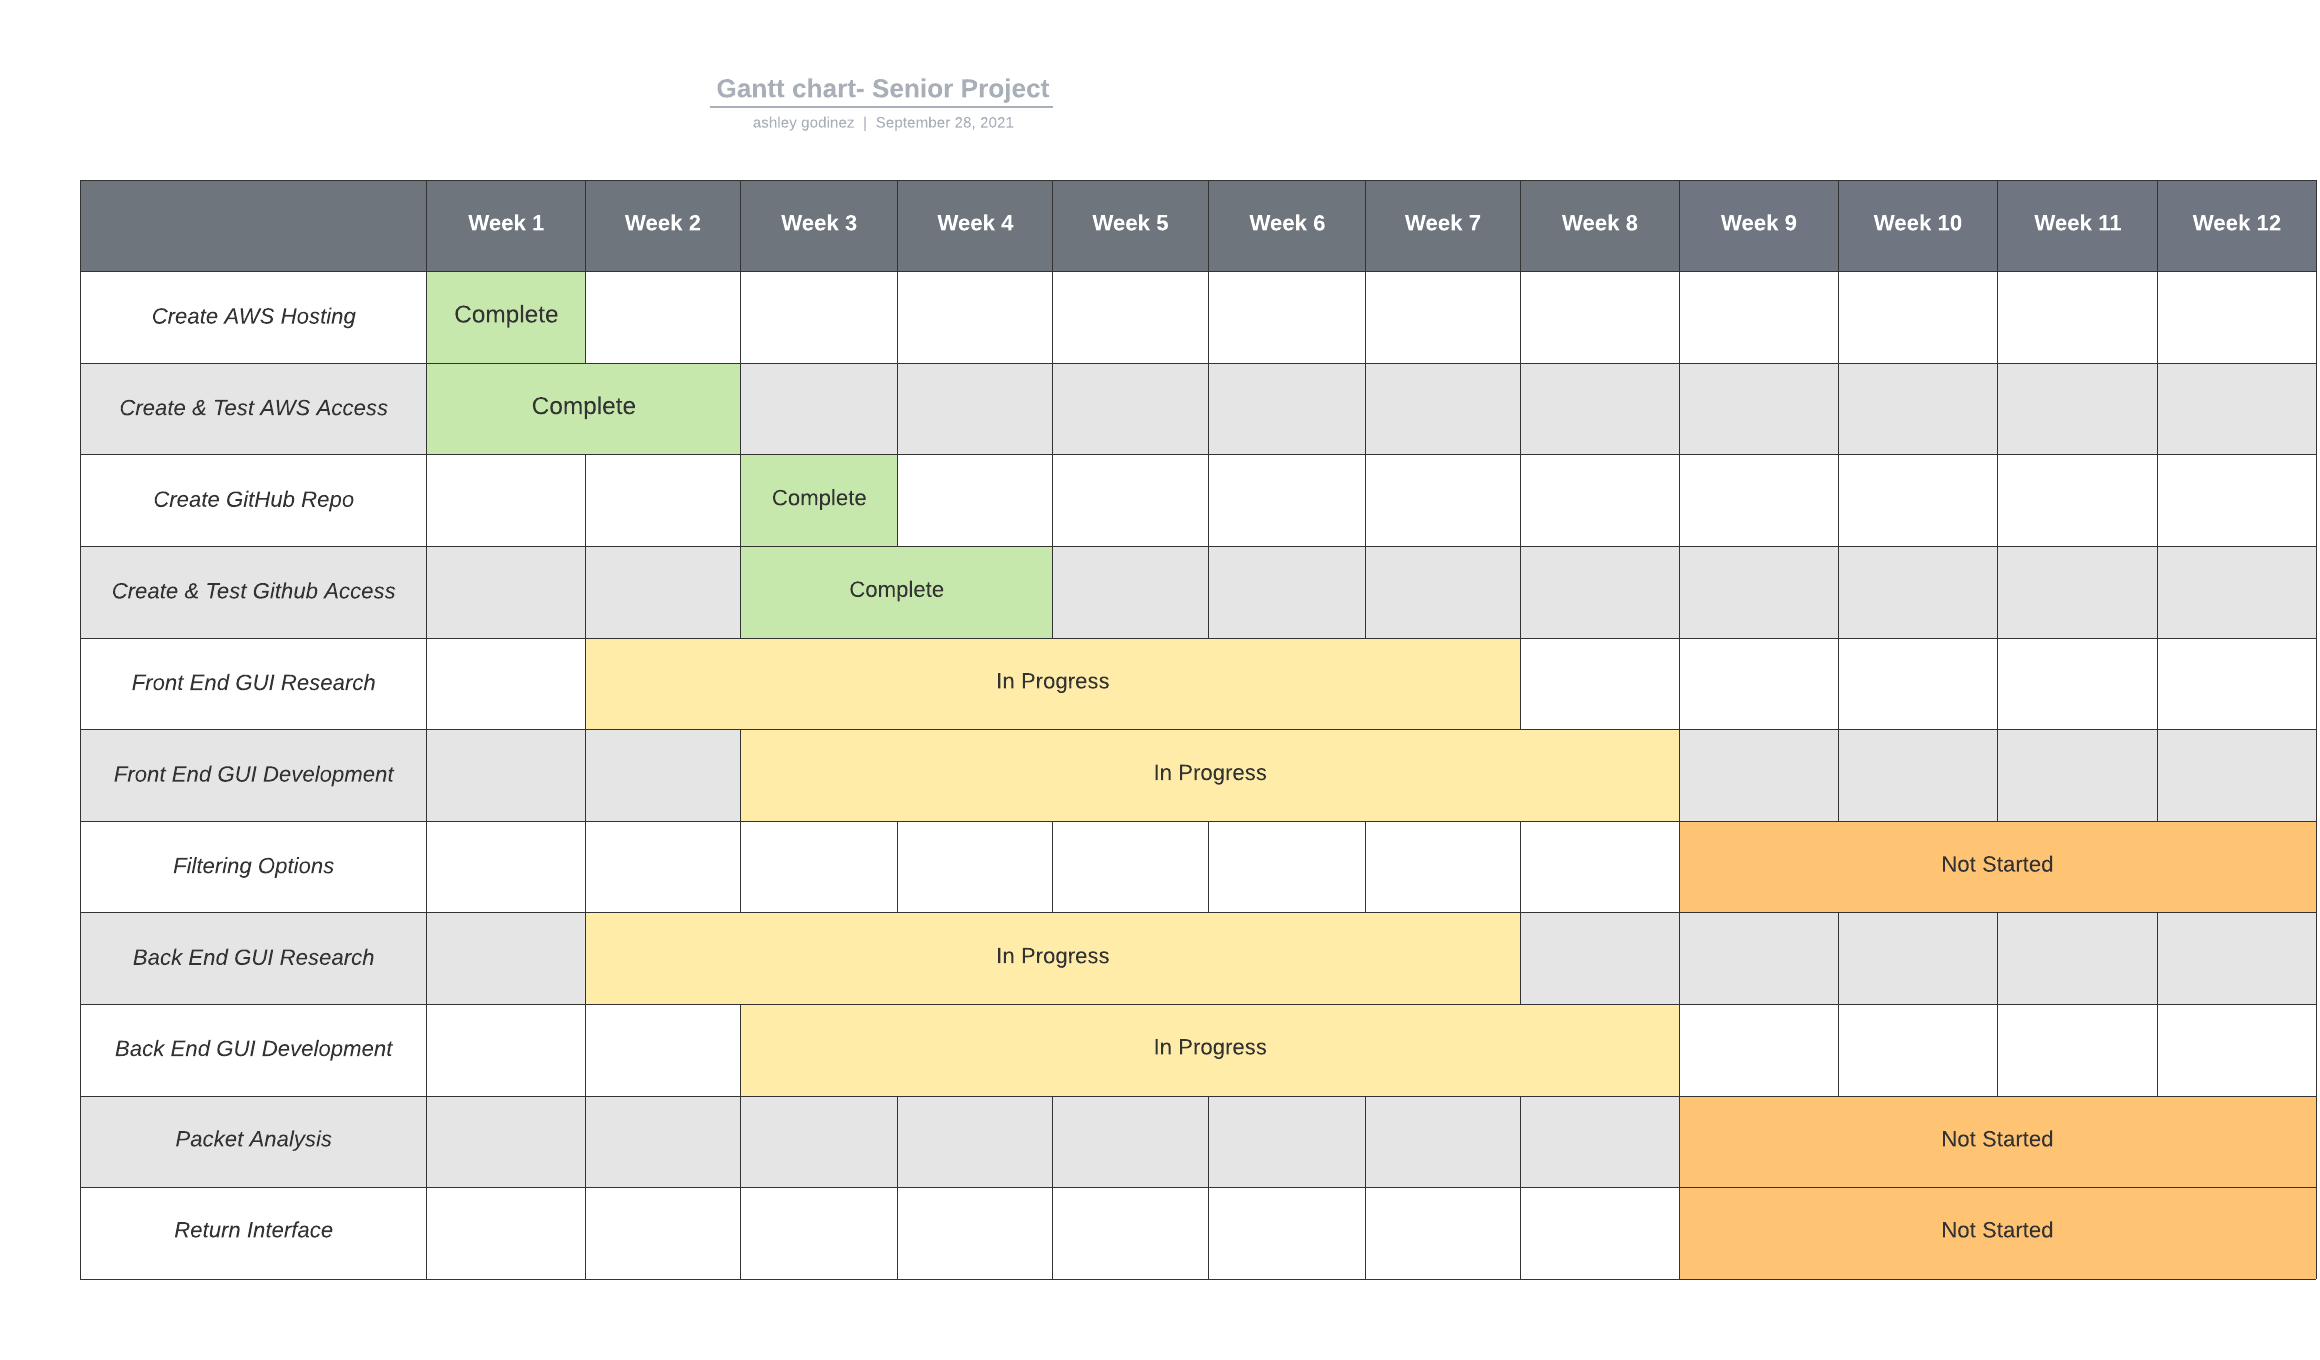 Gantt chart- Senior Project
ashley godinez | September 28, 2021
Week 1 Week 2 Week 3 Week 4 Week 5 Week 6 Week 7 Week 8 Week 9 Week 10 Week 11 Week 12
Create AWS Hosting Complete
Create & Test AWS Access Complete
Create GitHub Repo Complete
Create & Test Github Access Complete
Front End GUI Research In Progress
Front End GUI Development In Progress
Filtering Options Not Started
Back End GUI Research In Progress
Back End GUI Development In Progress
Packet Analysis Not Started
Return Interface Not Started